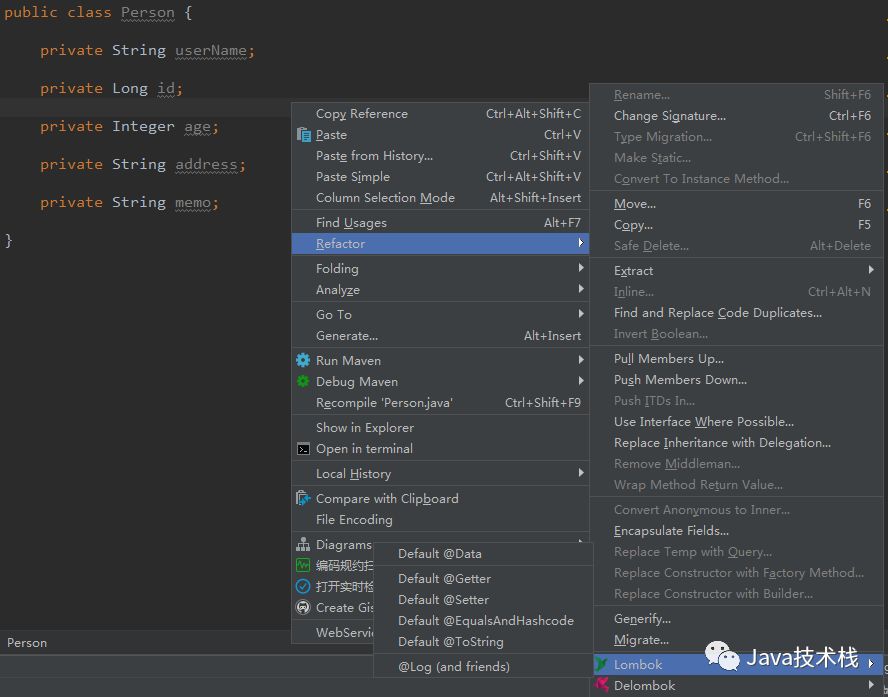 public class Person {
private String userName;
private Long id;
private Integer age;
private String address;
private String memo;
}
Copy Reference Ctrl+Alt+Shift+C
Paste Ctrl+V
Paste from History... Ctrl+Shift+V
Paste Simple Ctrl+Alt+Shift+V
Column Selection Mode Alt+Shift+Insert
Find Usages Alt+F7
Refactor
Folding
Analyze
Go To
Generate... Alt+Insert
Run Maven
Debug Maven
Recompile 'Person.java' Ctrl+Shift+F9
Show in Explorer
Open in terminal
Local History
Compare with Clipboard
File Encoding
Diagrams
编码规约扫
打开实时检
Create Gis
WebServic
Rename... Shift+F6
Change Signature... Ctrl+F6
Type Migration... Ctrl+Shift+F6
Make Static...
Convert To Instance Method...
Move... F6
Copy... F5
Safe Delete... Alt+Delete
Extract
Inline... Ctrl+Alt+N
Find and Replace Code Duplicates...
Invert Boolean...
Pull Members Up...
Push Members Down...
Push ITDs In...
Use Interface Where Possible...
Replace Inheritance with Delegation...
Remove Middleman...
Wrap Method Return Value...
Convert Anonymous to Inner...
Encapsulate Fields...
Replace Temp with Query...
Replace Constructor with Factory Method...
Replace Constructor with Builder...
Generify...
Migrate...
Lombok
Delombok
Default @Data
Default @Getter
Default @Setter
Default @EqualsAndHashcode
Default @ToString
@Log (and friends)
Person
Java技术栈